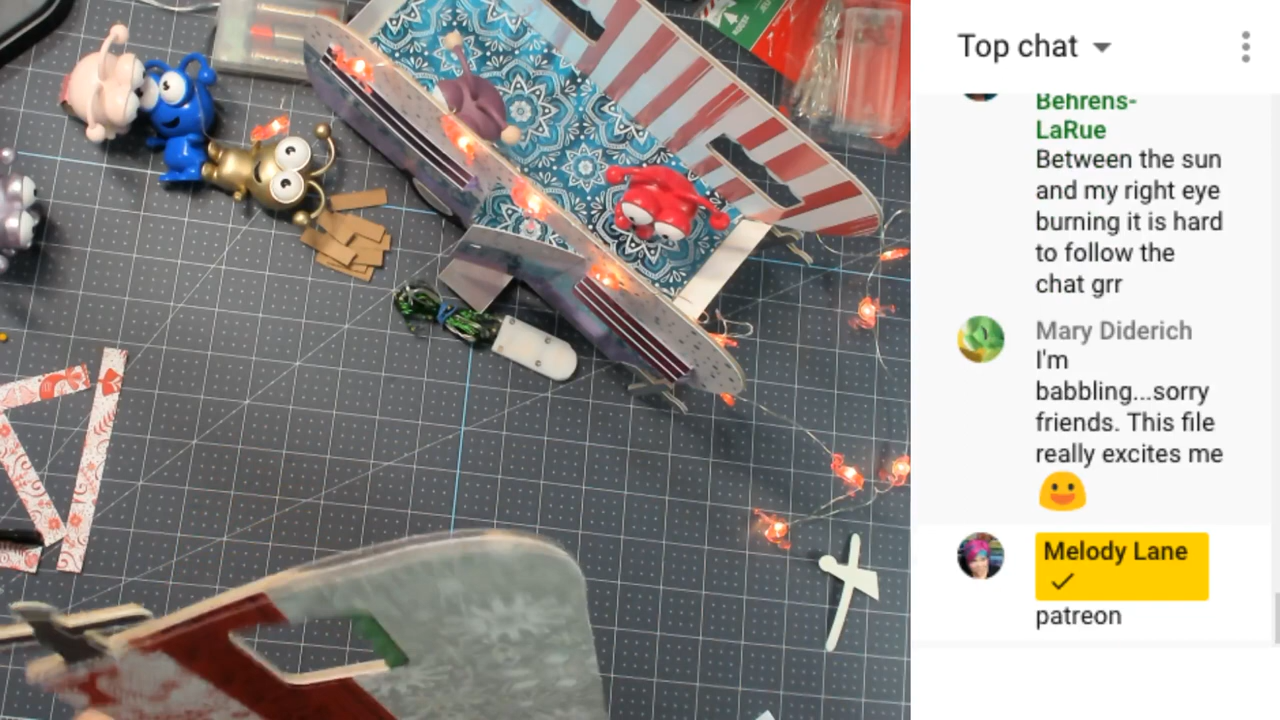 Top chat
Behrens-
LaRue
Between the sun
and my right eye
burning it is hard
to follow the
chat grr
Mary Diderich
I'm
babbling...sorry
friends. This file
really excites me
Melody Lane
patreon